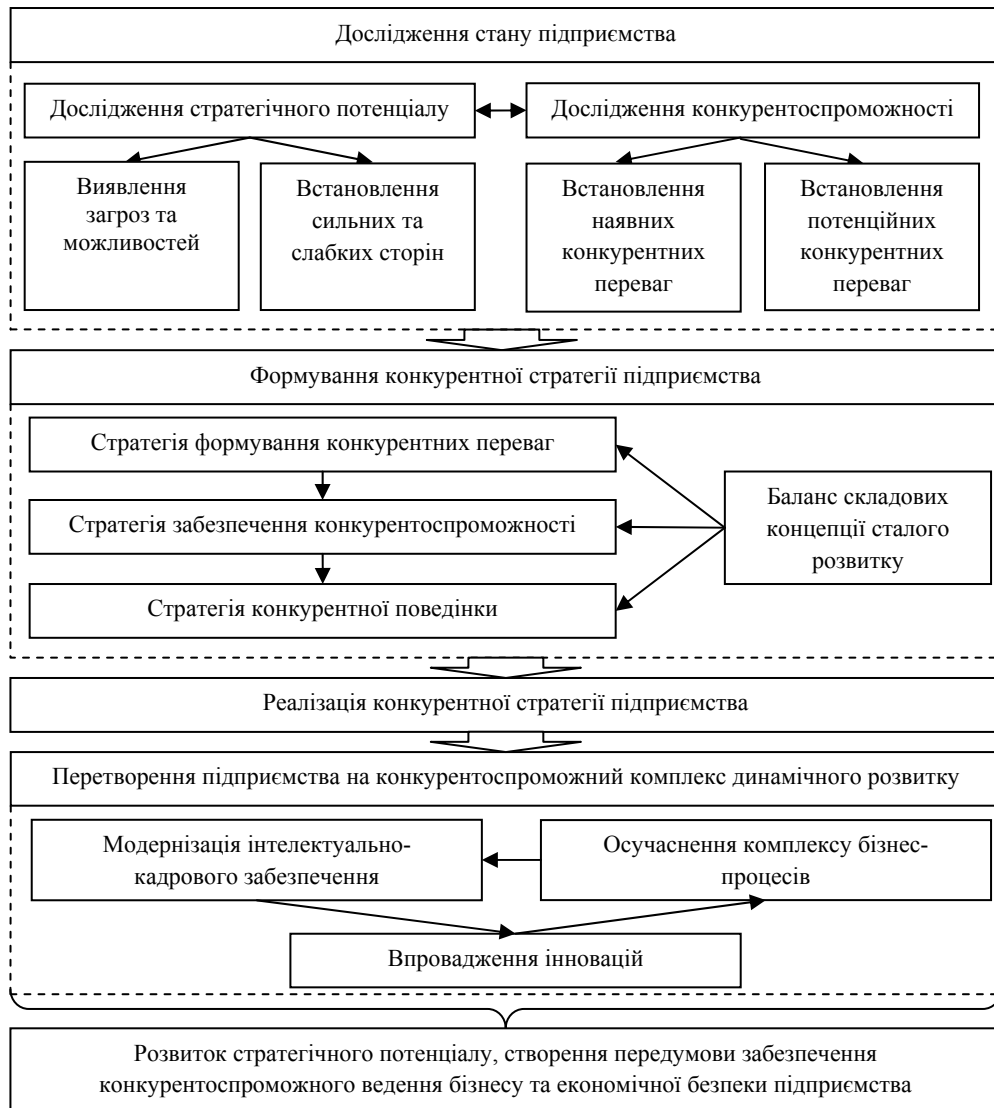 Дослідження стану підприємства
Дослідження стратегічного потенціалу
Дослідження конкурентоспроможності
Виявлення
загроз та
можливостей
Встановлення
сильних та
слабких сторін
Встановлення
наявних
конкурентних
переваг
Встановлення
потенційних
конкурентних
переваг
Формування конкурентної стратегії підприємства
Стратегія формування конкурентних переваг
Стратегія забезпечення конкурентоспроможності
Стратегія конкурентної поведінки
Баланс складових
концепції сталого
розвитку
Реалізація конкурентної стратегії підприємства
Перетворення підприємства на конкурентоспроможний комплекс динамічного розвитку
Модернізація інтелектуально-
кадрового забезпечення
Осучаснення комплексу бізнес-
процесів
Впровадження інновацій
Розвиток стратегічного потенціалу, створення передумови забезпечення
конкурентоспроможного ведення бізнесу та економічної безпеки підприємства